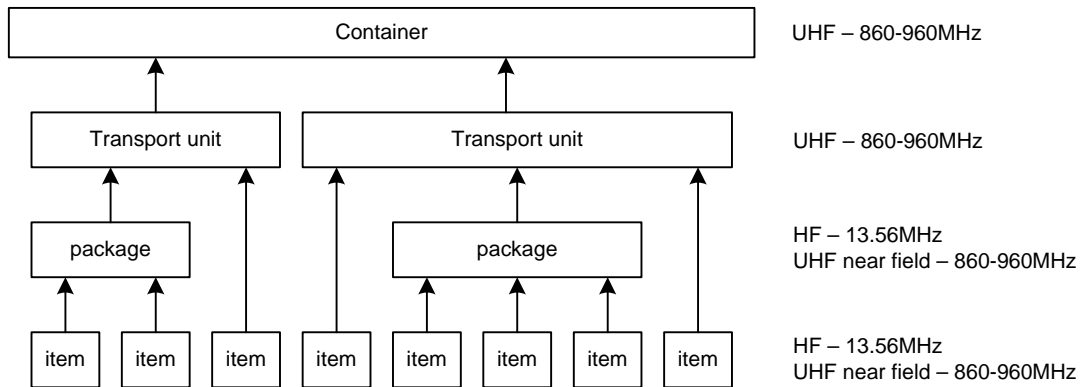 Container
UHF – 860-960MHz
Transport unit
Transport unit
UHF – 860-960MHz
package
package
HF – 13.56MHz
UHF near field – 860-960MHz
item
item
item
item
item
item
item
item
HF – 13.56MHz
UHF near field – 860-960MHz